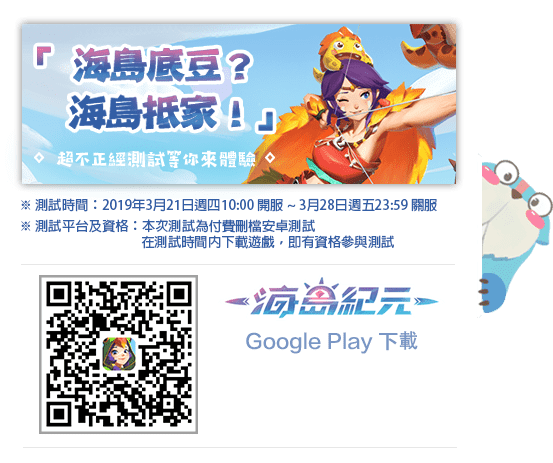 「海島底豆？
海島抵家！」
超不正經測試等你來體驗
※ 測試時間：2019年3月21日週四10:00 開服 ~ 3月28日週五23:59 關服
※ 測試平台及資格：本次測試為付費刪檔安卓測試
在測試時間內下載遊戲，即有資格參與測試
海島紀元
Google Play 下載